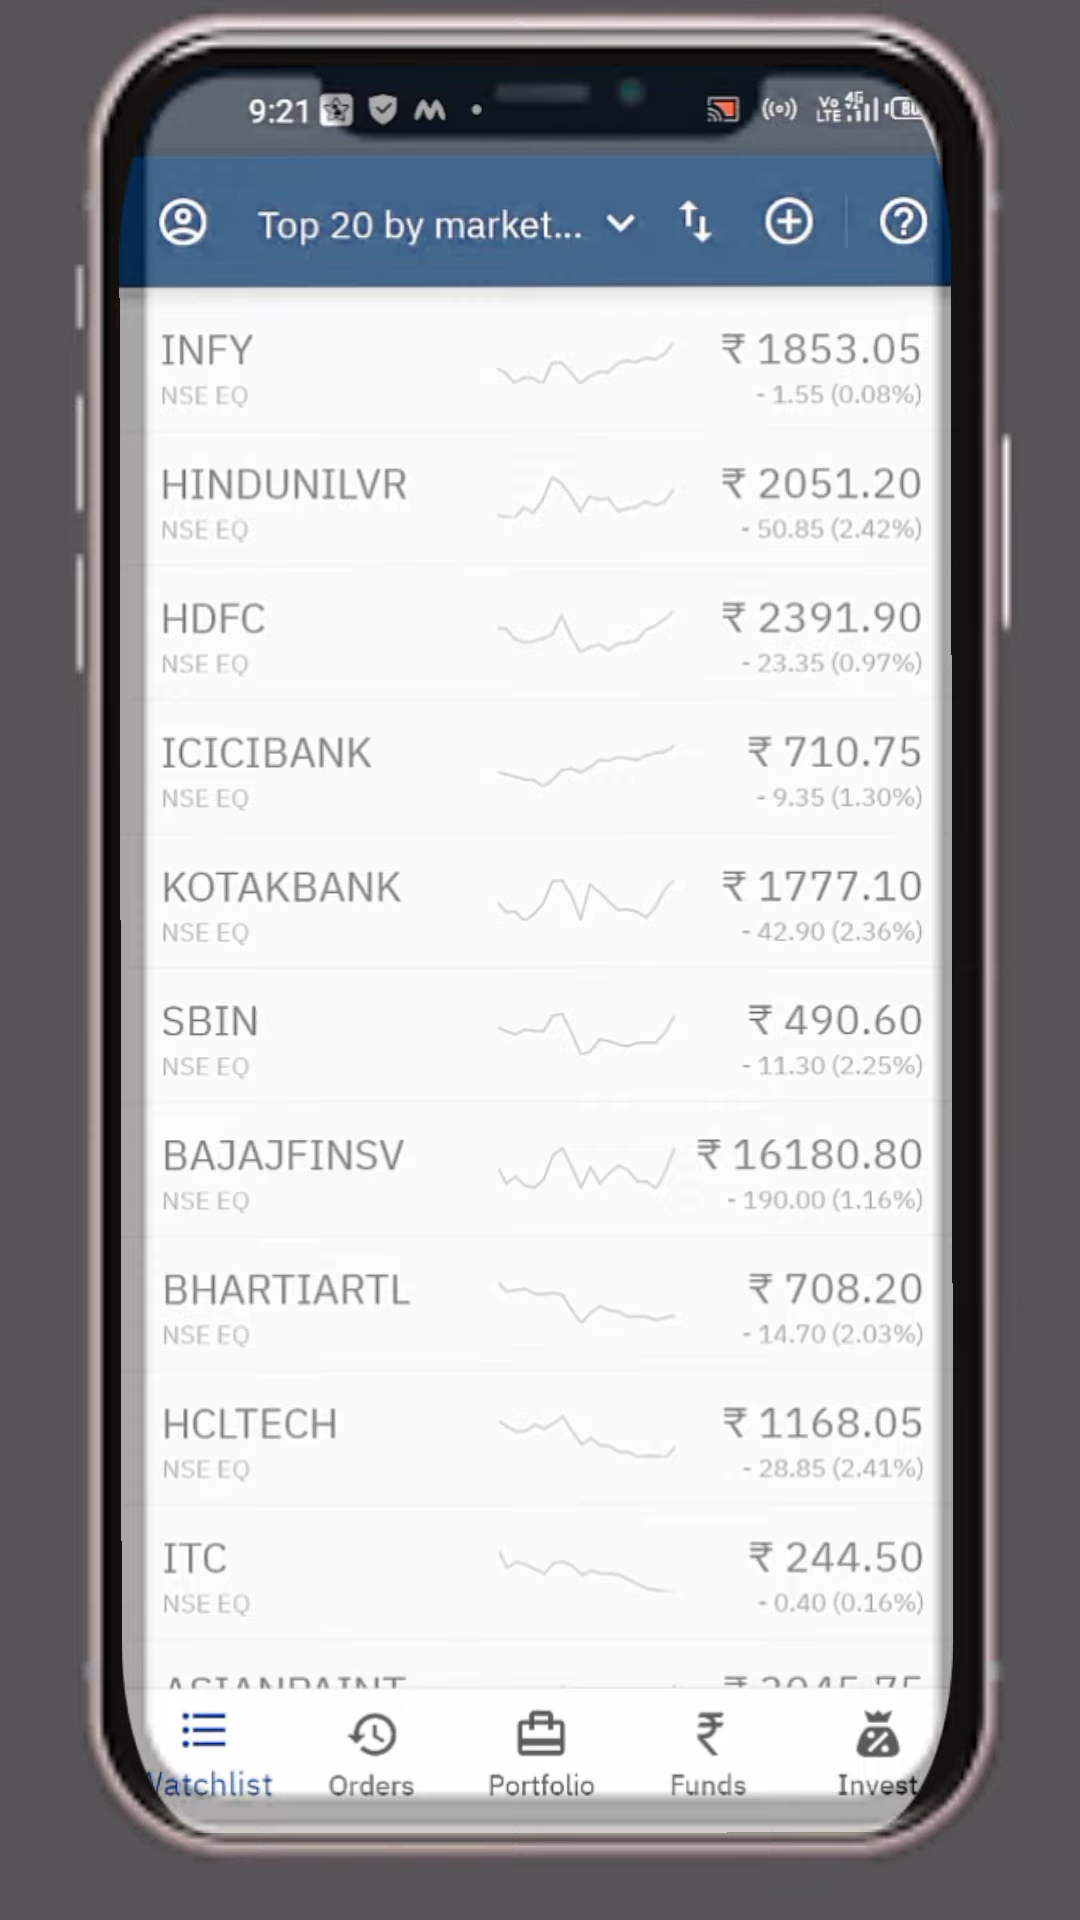 9:21
Vo 4G
LTE
Top 20 by market...
INFY ₹ 1853.05
NSE EQ - 1.55 (0.08%)
HINDUNILVR ₹ 2051.20
NSE EQ - 50.85 (2.42%)
HDFC ₹ 2391.90
NSE EQ - 23.35 (0.97%)
ICICIBANK ₹ 710.75
NSE EQ - 9.35 (1.30%)
KOTAKBANK ₹ 1777.10
NSE EQ - 42.90 (2.36%)
SBIN ₹ 490.60
NSE EQ - 11.30 (2.25%)
BAJAJFINSV ₹ 16180.80
NSE EQ - 190.00 (1.16%)
BHARTIARTL ₹ 708.20
NSE EQ - 14.70 (2.03%)
HCLTECH ₹ 1168.05
NSE EQ - 28.85 (2.41%)
ITC ₹ 244.50
NSE EQ - 0.40 (0.16%)
ASIANPAINT
Watchlist Orders Portfolio Funds Invest